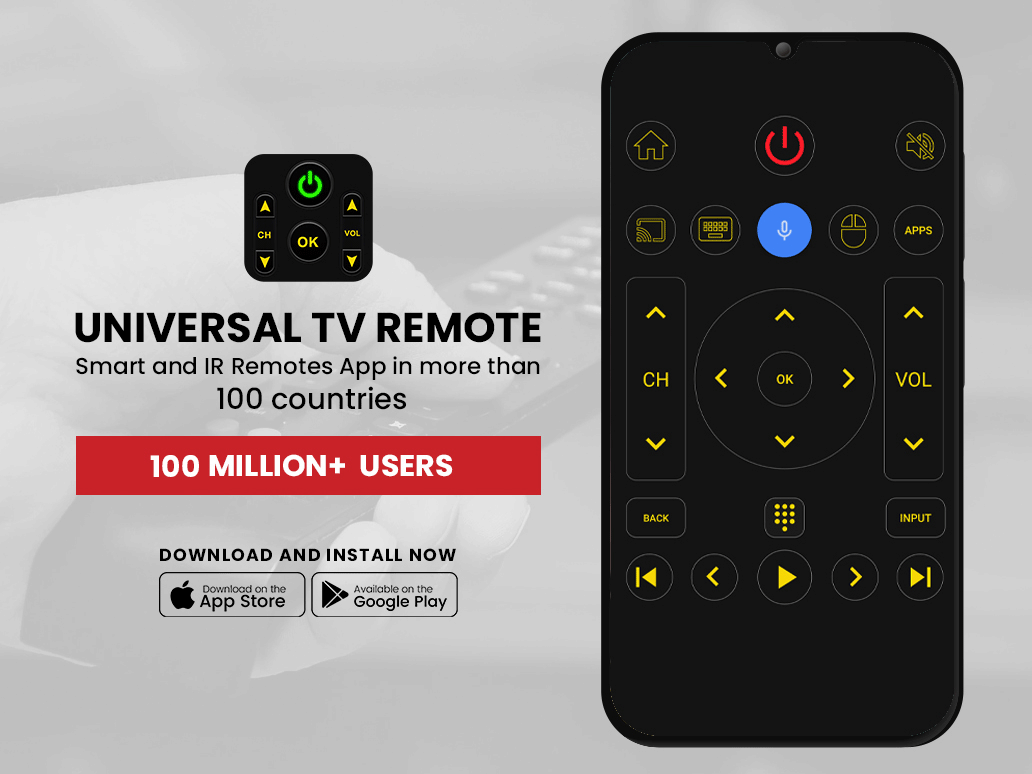 CH
OK
VOL
UNIVERSAL TV REMOTE
Smart and IR Remotes App in more than
100 countries
100 MILLION+ USERS
DOWNLOAD AND INSTALL NOW
Download on the
App Store
Available on the
Google Play
APPS
CH
OK
VOL
BACK
INPUT